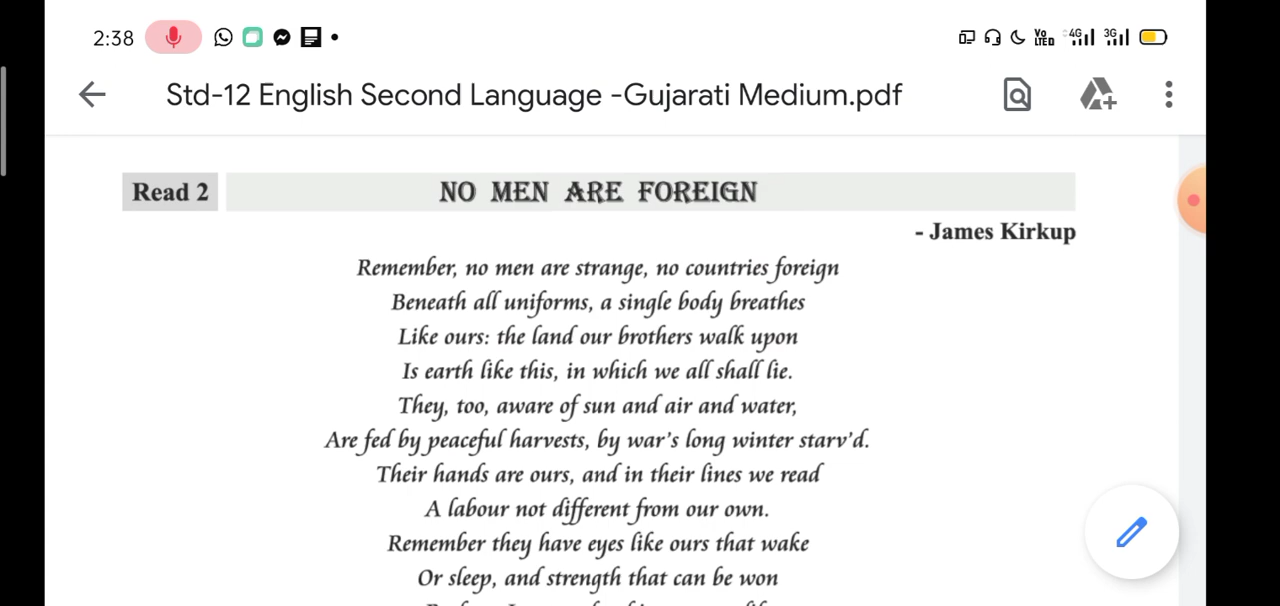 2:38
VoLTED 4G 3G
Std-12 English Second Language -Gujarati Medium.pdf
Read 2 NO MEN ARE FOREIGN
- James Kirkup
Remember, no men are strange, no countries foreign
Beneath all uniforms, a single body breathes
Like ours: the land our brothers walk upon
Is earth like this, in which we all shall lie.
They, too, aware of sun and air and water,
Are fed by peaceful harvests, by war's long winter starv'd.
Their hands are ours, and in their lines we read
A labour not different from our own.
Remember they have eyes like ours that wake
Or sleep, and strength that can be won